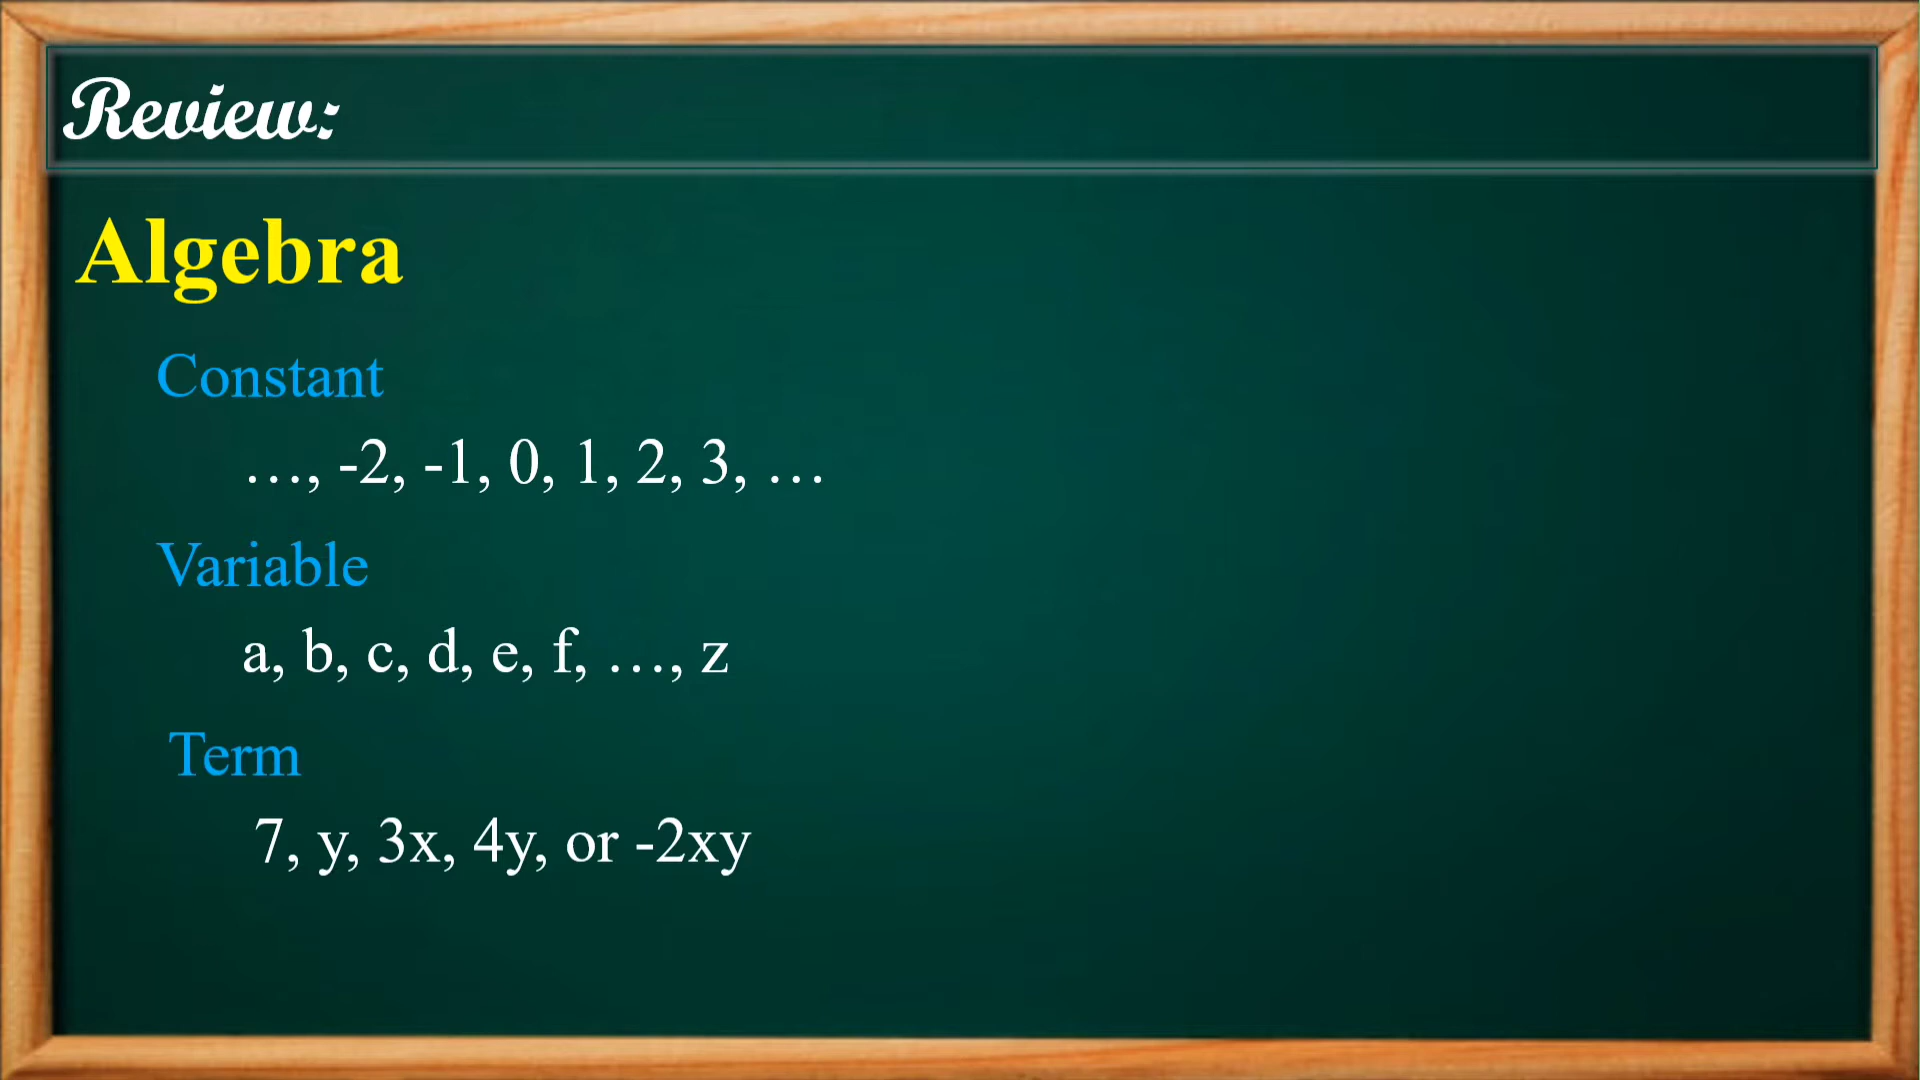 Review:
Algebra
Constant
…, -2, -1, 0, 1, 2, 3, …
Variable
a, b, c, d, e, f, …, z
Term
7, y, 3x, 4y, or -2xy